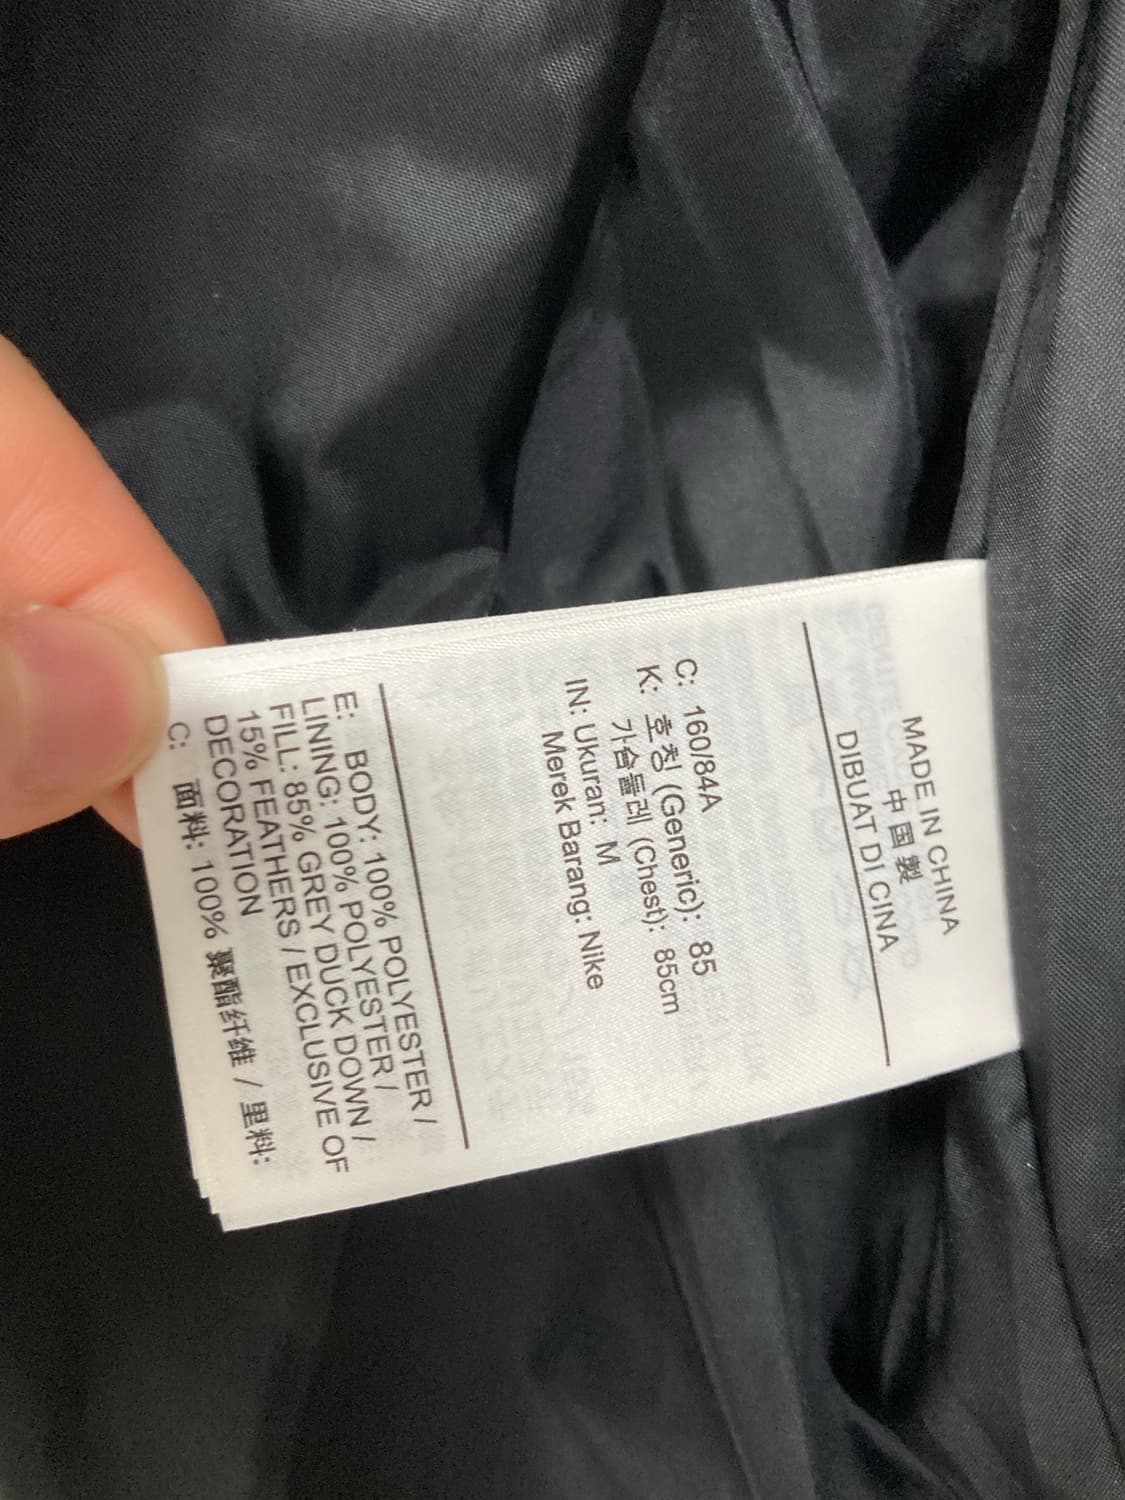 MADE IN CHINA
中国製
DIBUAT DI CINA
C: 160/84A
K: 호칭 (Generic): 85
가슴둘레 (Chest): 85cm
IN: Ukuran: M
Merek Barang: Nike
E: BODY: 100% POLYESTER /
LINING: 100% POLYESTER /
FILL: 85% GREY DUCK DOWN /
15% FEATHERS / EXCLUSIVE OF
DECORATION
C: 面料: 100% 聚酯纤维 / 里料: